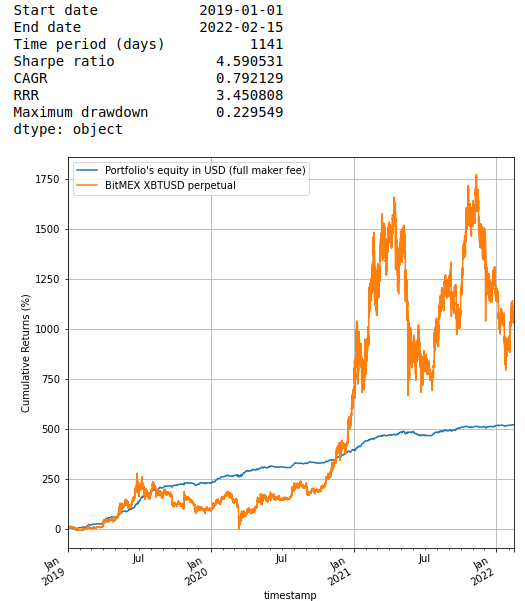 Start date 2019-01-01
End date 2022-02-15
Time period (days) 1141
Sharpe ratio 4.590531
CAGR 0.792129
RRR 3.450808
Maximum drawdown 0.229549
dtype: object
Portfolio's equity in USD (full maker fee)
BitMEX XBTUSD perpetual
Cumulative Returns (%)
1750
1500
1250
1000
750
500
250
0
Jan 2019
Jul
Jan 2020
Jul
Jan 2021
Jul
Jan 2022
timestamp